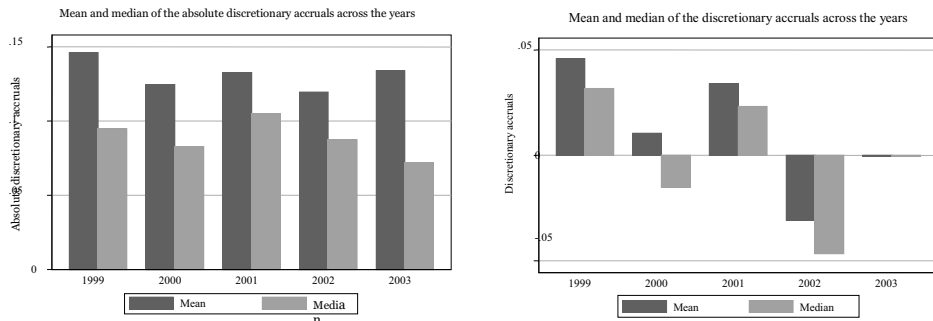 Mean and median of the absolute discretionary accruals across the years
.15
.05
0
Absolute discretionary accruals
1999 2000 2001 2002 2003
Mean Media
n
Mean and median of the discretionary accruals across the years
.05
0
.05
Discretionary accruals
1999 2000 2001 2002 2003
Mean Median